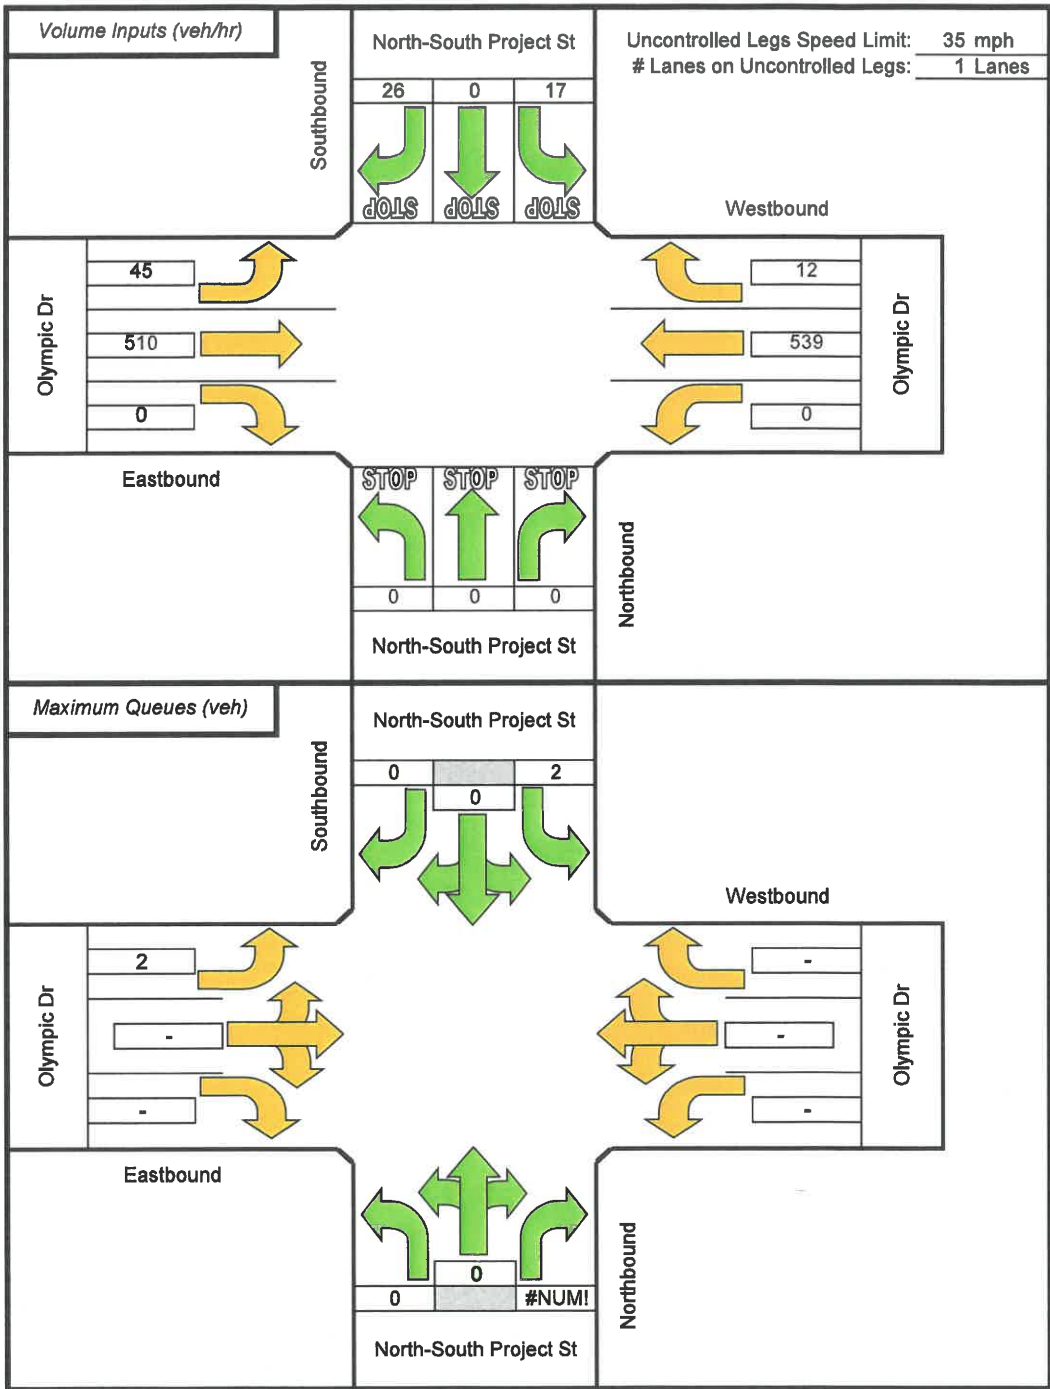 Volume Inputs (veh/hr)
North-South Project St
Uncontrolled Legs Speed Limit: 35 mph
# Lanes on Uncontrolled Legs: 1 Lanes
Southbound
26 0 17
STOP STOP STOP
Westbound
Olympic Dr
45
510
0
12
539
0
Olympic Dr
Eastbound
STOP STOP STOP
Northbound
0 0 0
North-South Project St
Maximum Queues (veh)
North-South Project St
Southbound
0 2
0
Westbound
Olympic Dr
2
-
-
-
-
-
Olympic Dr
Eastbound
Northbound
0
0 #NUM!
North-South Project St